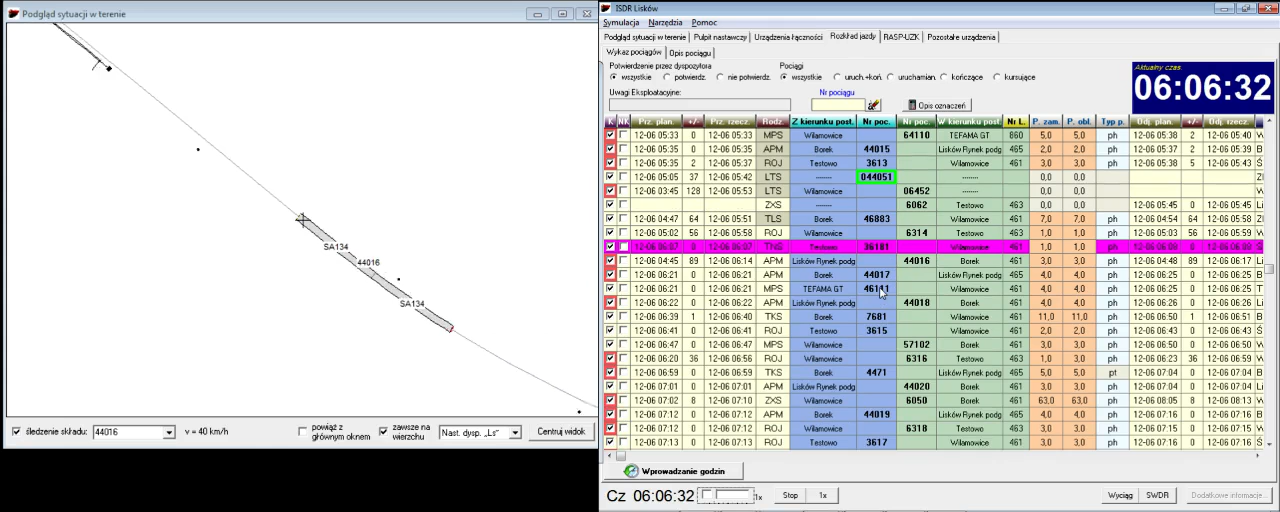 Podgląd sytuacji w terenie
SA134
44016
SA134
śledzenie składu: 44016 v = 40 km/h
powiąż z głównym oknem
zawsze na wierzchu
Nast. dysp. „Ls"
Centruj widok
ISDR Lisków
Symulacja Narzędzia Pomoc
Podgląd sytuacji w terenie Pulpit nastawczy Urządzenia łączności Rozkład jazdy RASP-UZK Pozostałe urządzenia
Wykaz pociągów Opis pociągu
Potwierdzenie przez dyspozytora Pociągi
wszystkie potwierdz. nie potwierdz. wszystkie uruch.+koń. uruchamian. kończące kursujące
Aktualny czas
06:06:32
Uwagi Eksploatacyjne: Nr pociągu Opis oznaczeń
K NK Prz. plan. +/- Prz. rzecz. Rodz. Z kierunku post. Nr poc. Nr poc. W kierunku post. Nr L. P. zam. P. obl. Typ p. Odj. plan. +/- Odj. rzecz.
12-06 05:33 0 12-06 05:33 MPS Wilamowice 64110 TEFAMA GT 860 5,0 5,0 ph 12-06 05:38 2 12-06 05:40
12-06 05:35 0 12-06 05:35 APM Borek 44015 Lisków Rynek podg 465 2,0 2,0 ph 12-06 05:37 2 12-06 05:39
12-06 05:35 2 12-06 05:37 ROJ Testowo 3613 Wilamowice 461 3,0 3,0 ph 12-06 05:38 5 12-06 05:43
12-06 05:05 37 12-06 05:42 LTS -------- 044051 -------- 0,0 0,0
12-06 03:45 128 12-06 05:53 LTS Wilamowice 06452 -------- 0,0 0,0
ZXS -------- 6062 Testowo 463 0,0 0,0 12-06 05:45 0 12-06 05:45
12-06 04:47 64 12-06 05:51 TLS Borek 46883 Wilamowice 461 7,0 7,0 ph 12-06 04:54 64 12-06 05:58
12-06 05:02 56 12-06 05:58 ROJ Wilamowice 6314 Testowo 463 1,0 1,0 ph 12-06 05:03 56 12-06 05:59
12-06 06:07 0 12-06 06:07 TNS Testowo 36181 Wilamowice 461 1,0 1,0 ph 12-06 06:08 0 12-06 06:08
12-06 04:45 89 12-06 06:14 APM Lisków Rynek podg 44016 Borek 461 3,0 3,0 ph 12-06 04:48 89 12-06 06:17
12-06 06:21 0 12-06 06:21 APM Borek 44017 Lisków Rynek podg 465 4,0 4,0 ph 12-06 06:25 0 12-06 06:25
12-06 06:21 0 12-06 06:21 MPS TEFAMA GT Wilamowice 461 4,0 4,0 ph 12-06 06:25 0 12-06 06:25
12-06 06:22 0 12-06 06:22 APM Lisków Rynek podg 44018 Borek 461 4,0 4,0 ph 12-06 06:26 0 12-06 06:26
12-06 06:39 1 12-06 06:40 TKS Borek 7681 Wilamowice 461 11,0 11,0 ph 12-06 06:50 1 12-06 06:51
12-06 06:41 0 12-06 06:41 ROJ Testowo 3615 Wilamowice 461 2,0 2,0 ph 12-06 06:43 0 12-06 06:43
12-06 06:45 0 12-06 06:45 MPS Wilamowice 57102 Borek 461 5,0 5,0 ph 12-06 06:50 0 12-06 06:50
12-06 06:20 36 12-06 06:56 ROJ Wilamowice 6316 Testowo 463 1,0 3,0 ph 12-06 06:23 36 12-06 06:59
12-06 06:59 0 12-06 06:59 TKS Borek 4471 Lisków Rynek podg 465 5,0 5,0 pt 12-06 07:04 0 12-06 07:04
12-06 07:01 0 12-06 07:01 APM Lisków Rynek podg 44020 Borek 461 3,0 3,0 ph 12-06 07:04 0 12-06 07:04
12-06 07:02 8 12-06 07:10 ZXS Wilamowice 6050 Borek 461 63,0 63,0 ph 12-06 08:05 8 12-06 08:13
12-06 07:12 0 12-06 07:12 APM Borek 44019 Lisków Rynek podg 465 4,0 4,0 ph 12-06 07:16 0 12-06 07:16
12-06 07:12 0 12-06 07:12 ROJ Wilamowice 6318 Testowo 463 3,0 3,0 ph 12-06 07:15 0 12-06 07:15
12-06 07:13 0 12-06 07:13 ROJ Testowo 3617 Wilamowice 461 3,0 3,0 ph 12-06 07:16 0 12-06 07:16
Wprowadzanie godzin
Cz 06:06:32 1x Stop 1x Wyciąg SWDR Dodatkowe informacje...